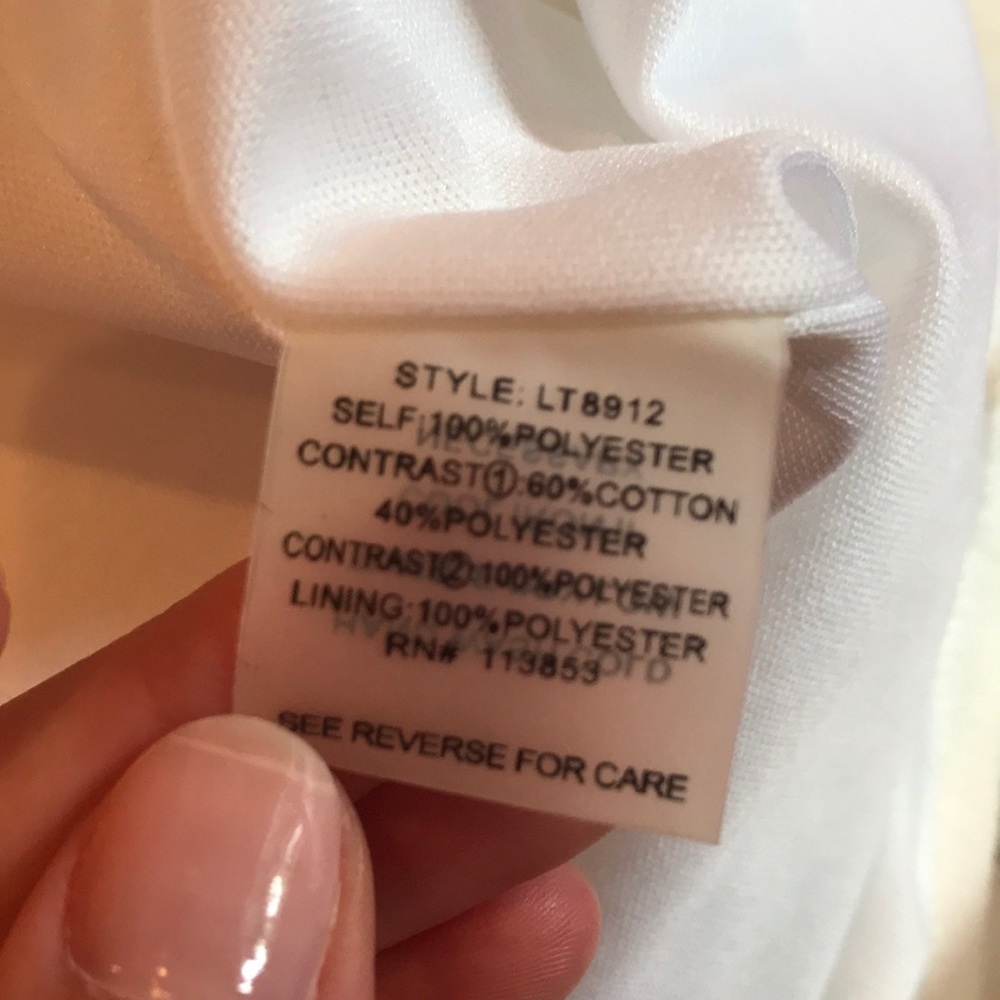 STYLE: LT8912
SELF:100%POLYESTER
CONTRAST①:60%COTTON
40%POLYESTER
CONTRAST②:100%POLYESTER
LINING:100%POLYESTER
RN# 113853
SEE REVERSE FOR CARE